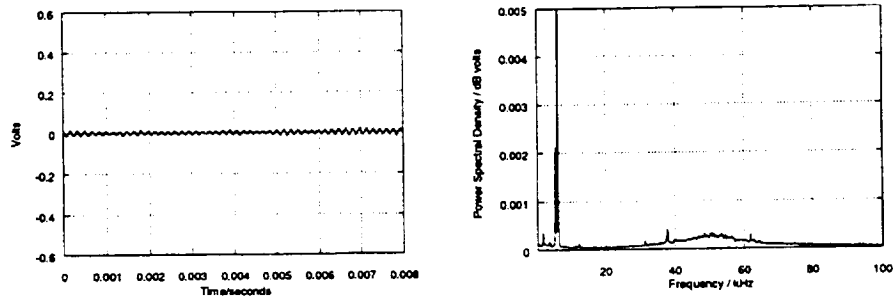 0.6
0.4
0.2
0
-0.2
-0.4
-0.6
Volts
0 0.001 0.002 0.003 0.004 0.005 0.006 0.007 0.008
Time/seconds
0.005
0.004
0.003
0.002
0.001
Power Spectral Density / dB volts
20 40 60 80 100
Frequency / kHz